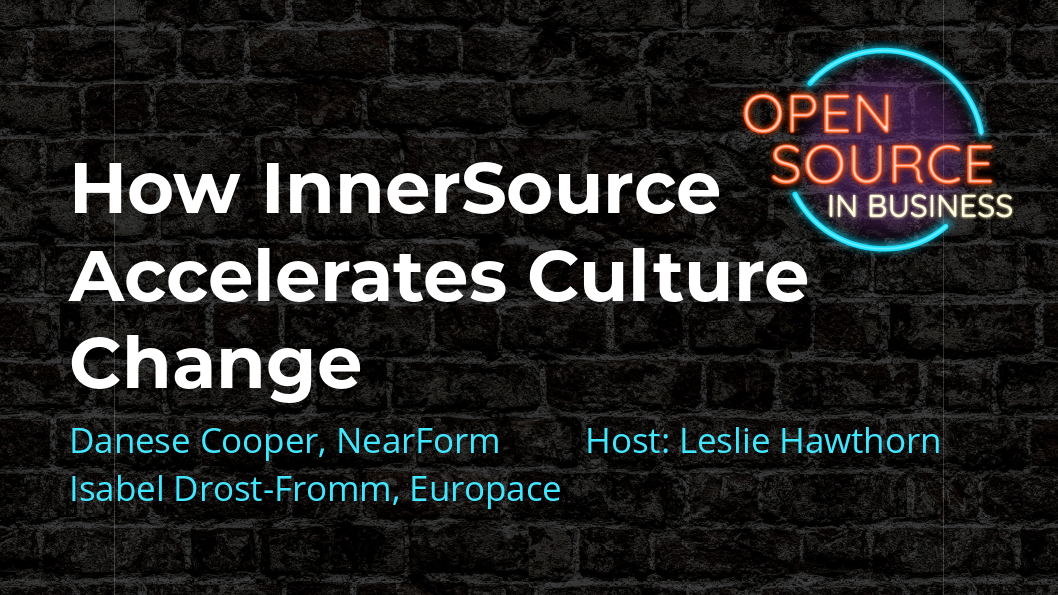 OPEN
SOURCE
IN BUSINESS
How InnerSource
Accelerates Culture
Change
Danese Cooper, NearForm
Host: Leslie Hawthorn
Isabel Drost-Fromm, Europace